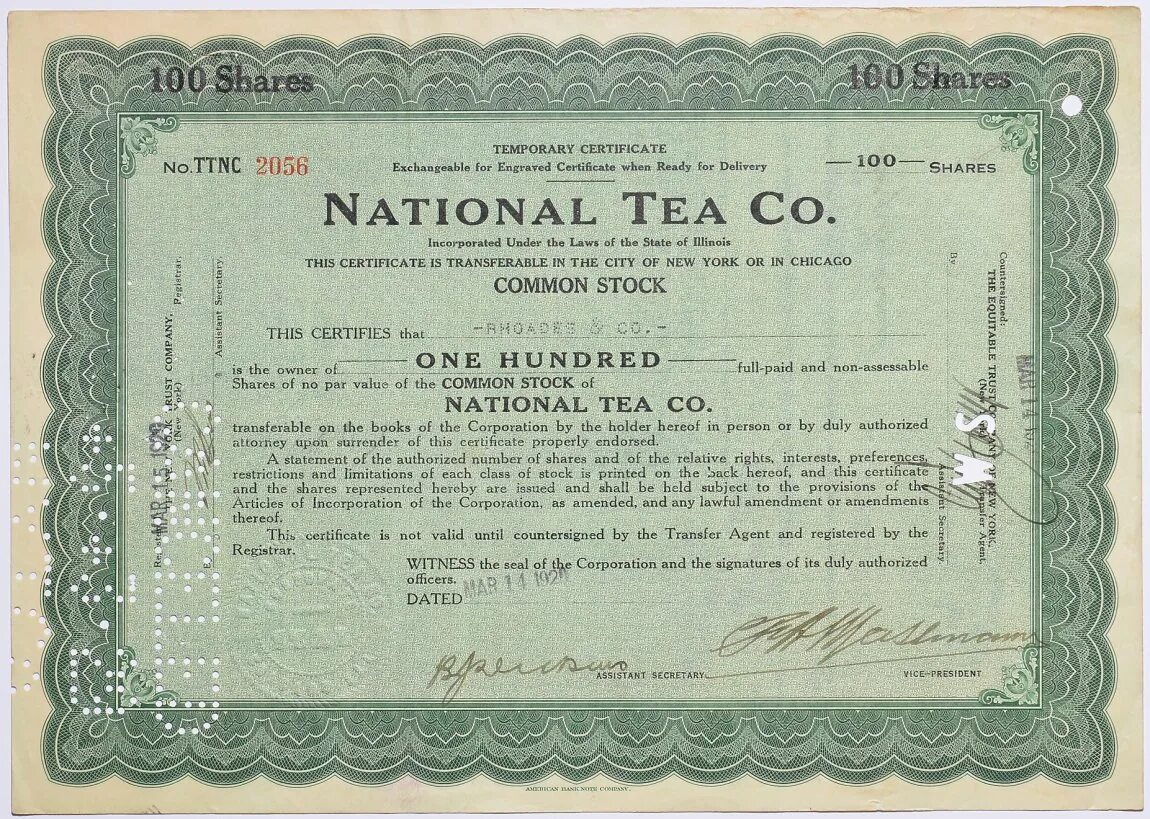 100 Shares
100 Shares
TEMPORARY CERTIFICATE
Exchangeable for Engraved Certificate when Ready for Delivery
No. TTNC 2056
—100— SHARES
NATIONAL TEA CO.
Incorporated Under the Laws of the State of Illinois
THIS CERTIFICATE IS TRANSFERABLE IN THE CITY OF NEW YORK OR IN CHICAGO
COMMON STOCK
THIS CERTIFIES that -RHOADES & CO.-
is the owner of ONE HUNDRED full-paid and non-assessable
Shares of no par value of the COMMON STOCK of
NATIONAL TEA CO.
transferable on the books of the Corporation by the holder hereof in person or by duly authorized
attorney upon surrender of this certificate properly endorsed.
A statement of the authorized number of shares and of the relative rights, interests, preferences,
restrictions and limitations of each class of stock is printed on the back hereof, and this certificate
and the shares represented hereby are issued and shall be held subject to the provisions of the
Articles of Incorporation of the Corporation, as amended, and any lawful amendment or amendments
thereof.
This certificate is not valid until countersigned by the Transfer Agent and registered by the
Registrar.
WITNESS the seal of the Corporation and the signatures of its duly authorized
officers.
DATED MAR 14
ASSISTANT SECRETARY
VICE-PRESIDENT
TRUST COMPANY, Registrar.
(New York)
MAR 15
Assistant Secretary
Countersigned:
THE EQUITABLE TRUST COMPANY OF NEW YORK,
(New York) Transfer Agent.
By
Assistant Secretary.
MAR 14
AMERICAN BANK NOTE COMPANY.